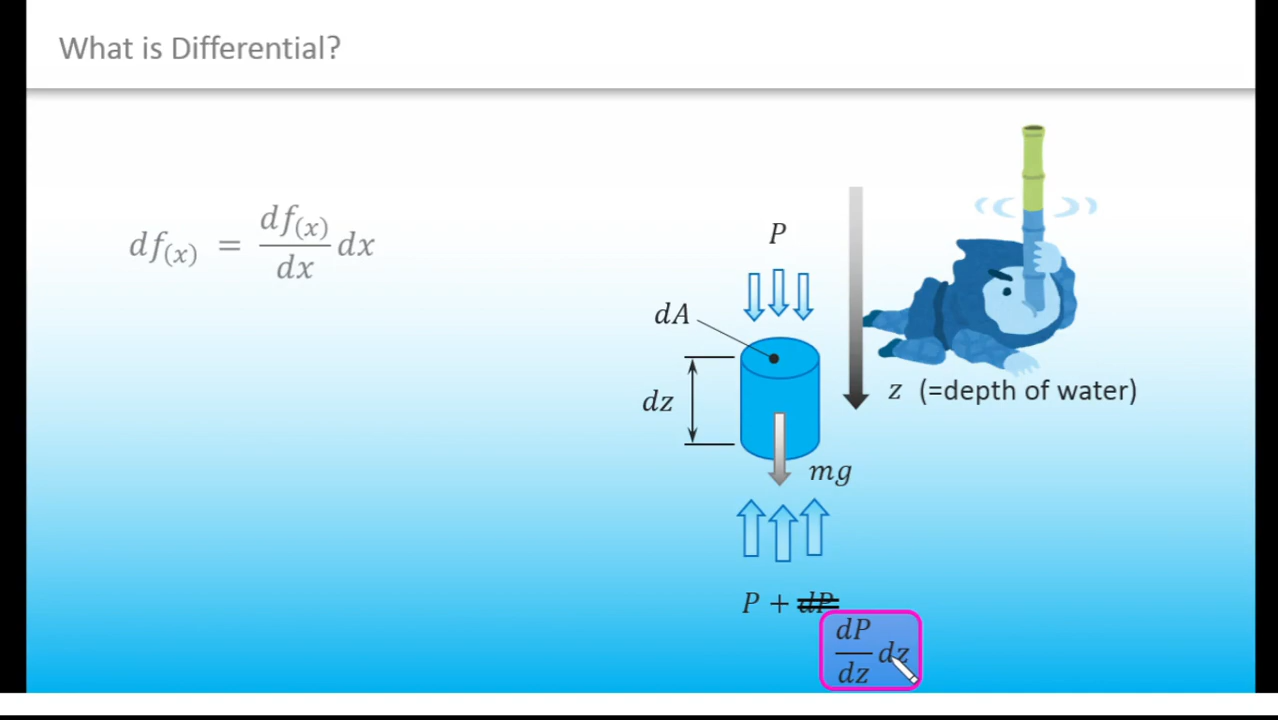 What is Differential?
df₍ₓ₎ = df₍ₓ₎/dx dx
P
dA
dz
z (=depth of water)
mg
P + dP
dP/dz dz